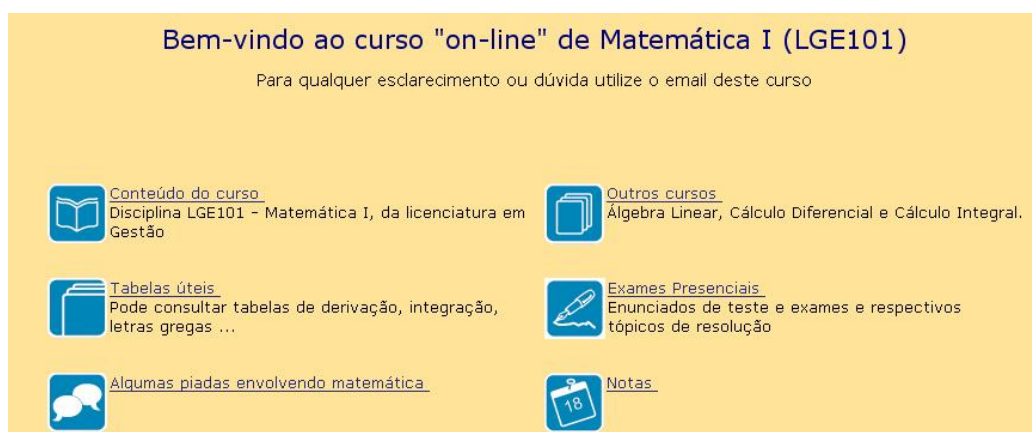 Bem-vindo ao curso "on-line" de Matemática I (LGE101)
Para qualquer esclarecimento ou dúvida utilize o email deste curso
Conteúdo do curso
Disciplina LGE101 - Matemática I, da licenciatura em
Gestão
Outros cursos
Álgebra Linear, Cálculo Diferencial e Cálculo Integral.
Tabelas úteis
Pode consultar tabelas de derivação, integração,
letras gregas ...
Exames Presenciais
Enunciados de teste e exames e respectivos
tópicos de resolução
Algumas piadas envolvendo matemática
18
Notas